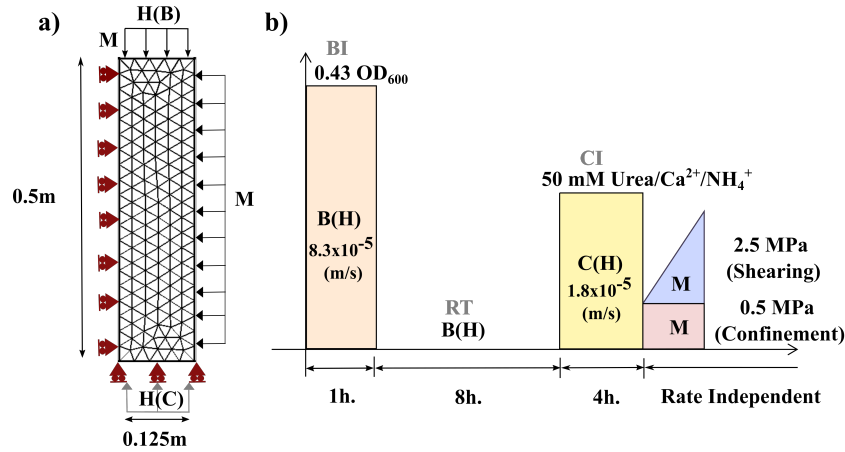 a)
H(B)
M
0.5m
M
H(C)
0.125m
b)
BI
0.43 OD₆₀₀
B(H)
8.3x10⁻⁵
(m/s)
RT
B(H)
CI
50 mM Urea/Ca²⁺/NH₄⁺
C(H)
1.8x10⁻⁵
(m/s)
M
2.5 MPa
(Shearing)
M
0.5 MPa
(Confinement)
1h.
8h.
4h.
Rate Independent